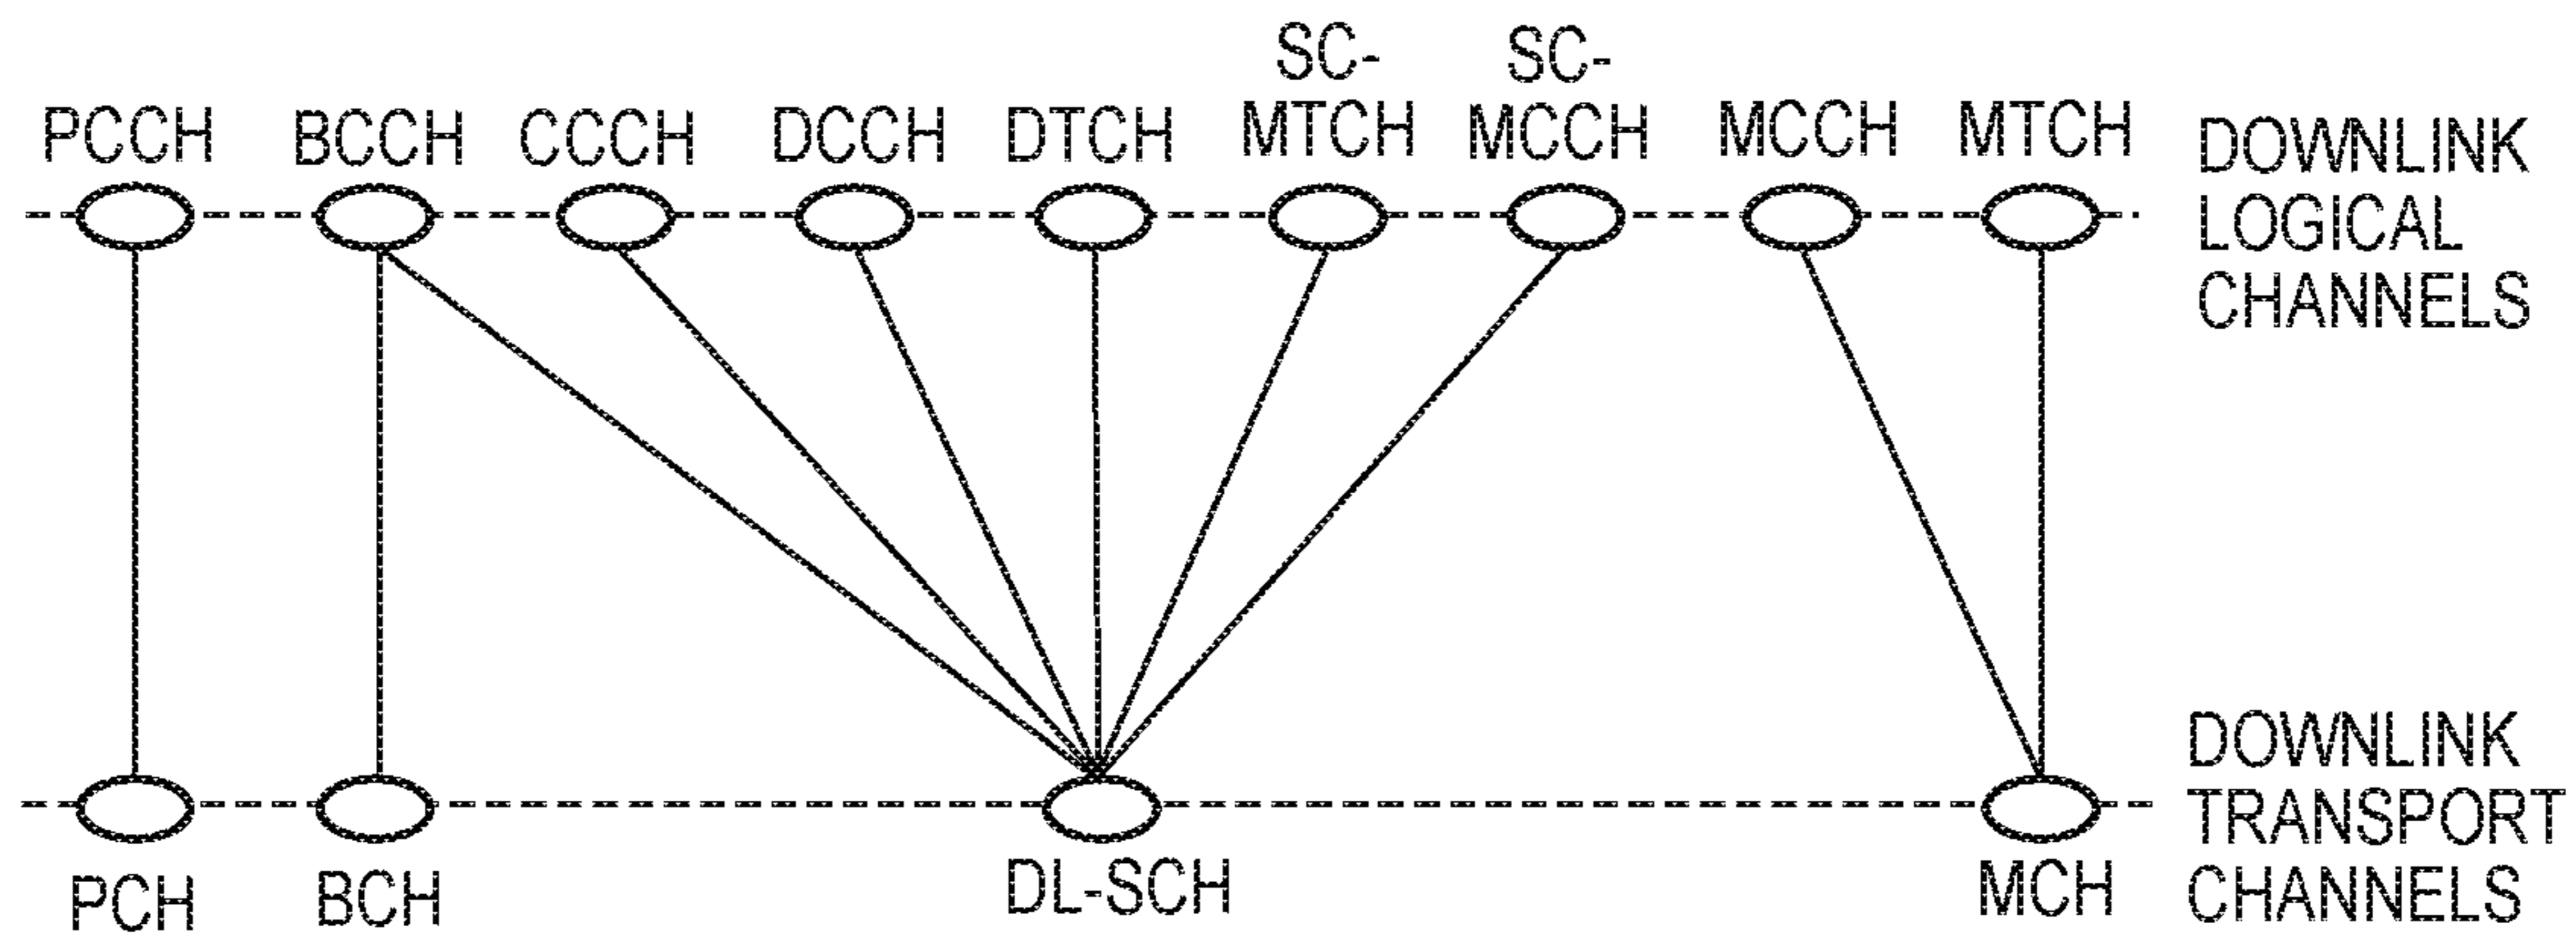 PCCH
BCCH
CCCH
DCCH
DTCH
SC-
MTCH
SC-
MCCH
MCCH
MTCH
DOWNLINK
LOGICAL
CHANNELS
PCH
BCH
DL-SCH
MCH
DOWNLINK
TRANSPORT
CHANNELS